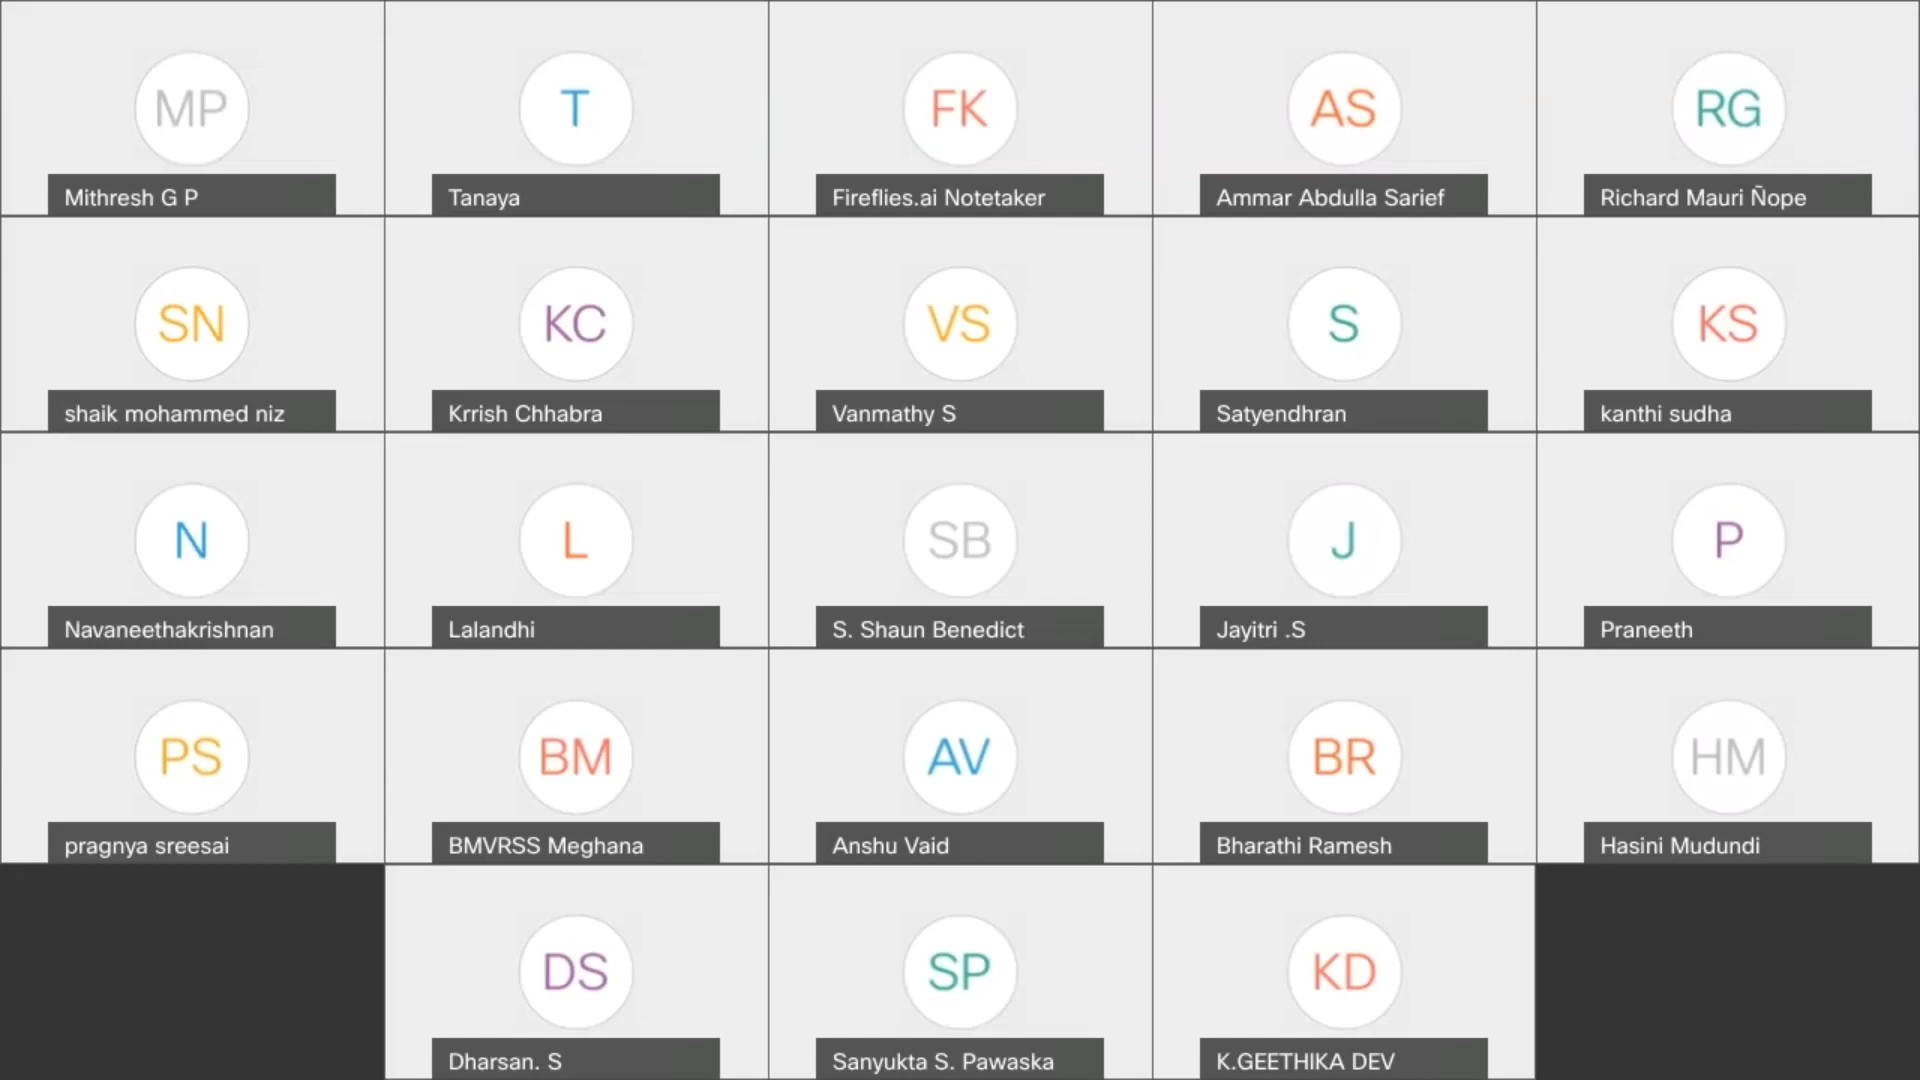 MP
Mithresh G P
T
Tanaya
FK
Fireflies.ai Notetaker
AS
Ammar Abdulla Sarief
RG
Richard Mauri Ñope
SN
shaik mohammed niz
KC
Krrish Chhabra
VS
Vanmathy S
S
Satyendhran
KS
kanthi sudha
N
Navaneethakrishnan
L
Lalandhi
SB
S. Shaun Benedict
J
Jayitri .S
P
Praneeth
PS
pragnya sreesai
BM
BMVRSS Meghana
AV
Anshu Vaid
BR
Bharathi Ramesh
HM
Hasini Mudundi
DS
Dharsan. S
SP
Sanyukta S. Pawaska
KD
K.GEETHIKA DEV